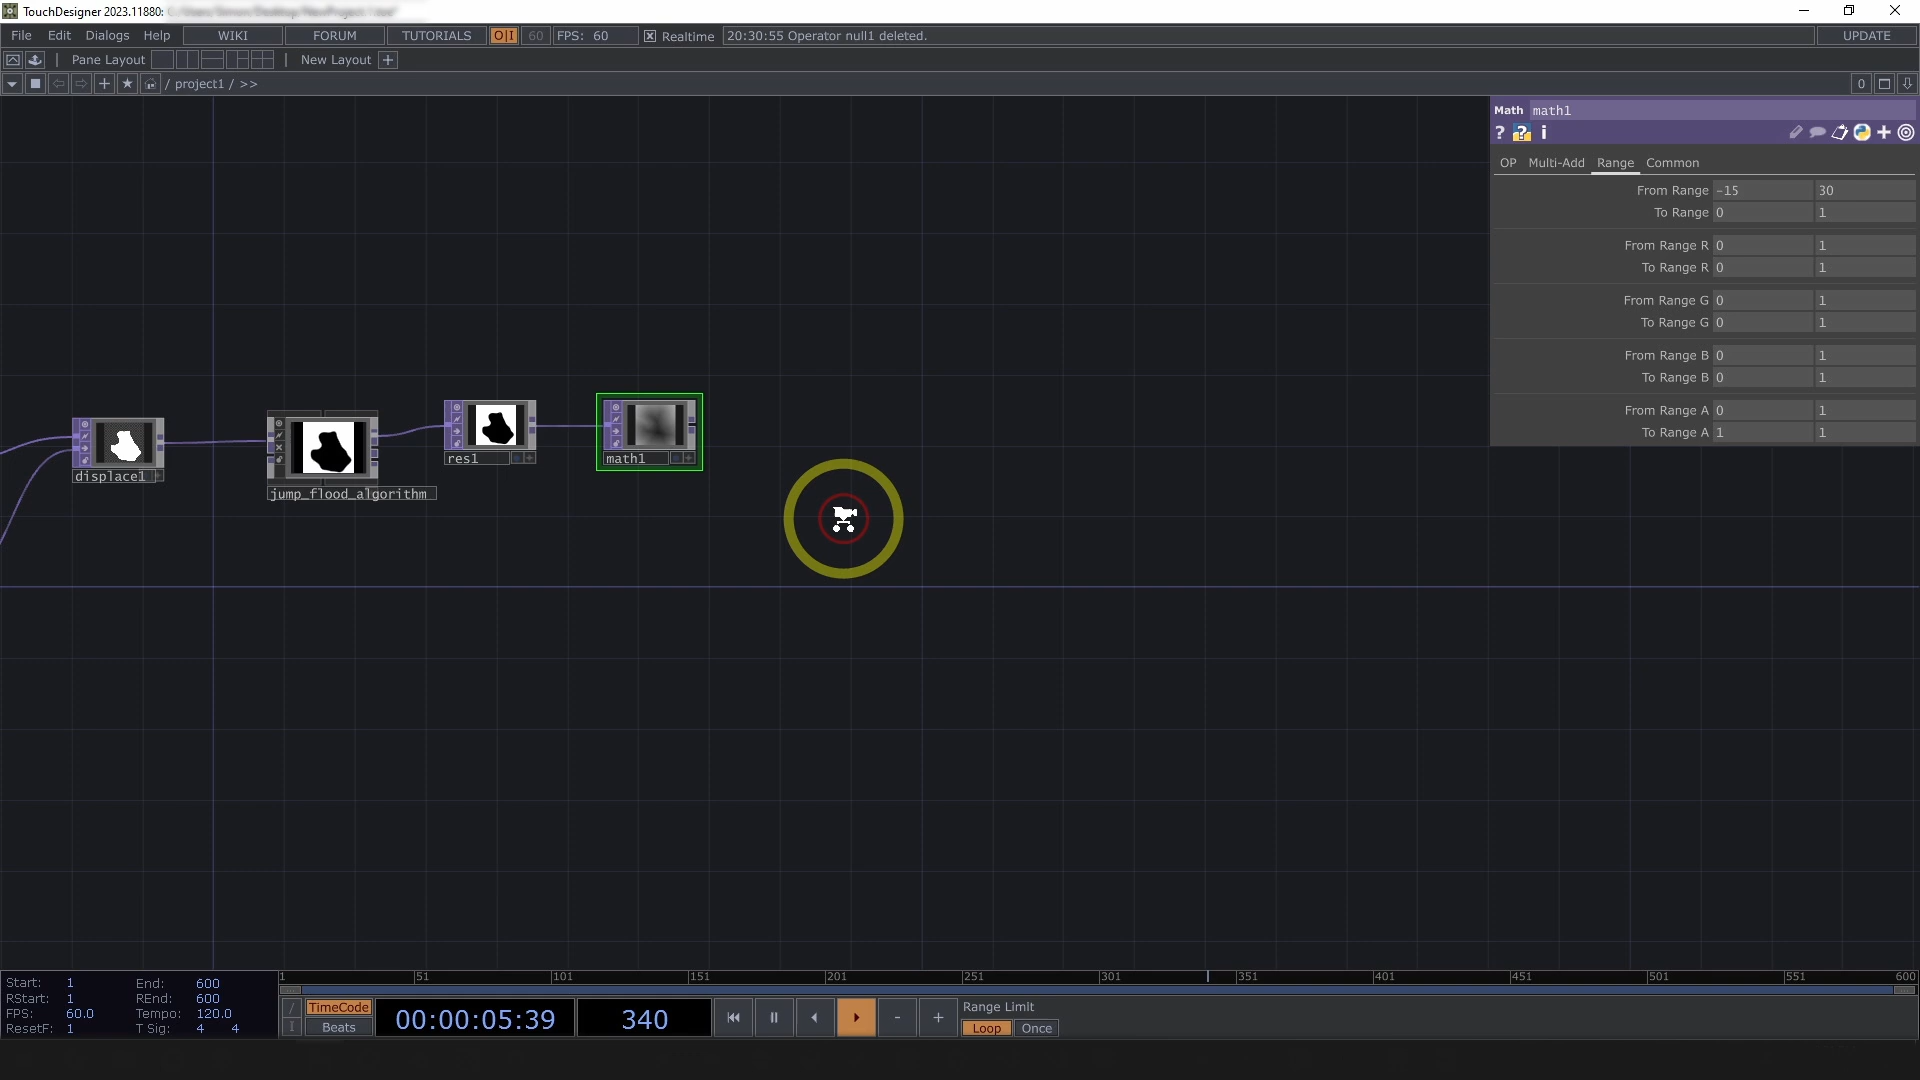 TouchDesigner 2023.11880:
File Edit Dialogs Help WIKI FORUM TUTORIALS O|I 60 FPS: 60 Realtime 20:30:55 Operator null1 deleted. UPDATE
Pane Layout New Layout +
/ project1 / >> 0
Math math1
? ? i
OP Multi-Add Range Common
From Range -15 30
To Range 0 1
From Range R 0 1
To Range R 0 1
From Range G 0 1
To Range G 0 1
From Range B 0 1
To Range B 0 1
From Range A 0 1
To Range A 1 1
displace1
jump_flood_algorithm
res1
math1
1 51 101 151 201 251 301 351 401 451 501 551 600
Start: 1 End: 600
RStart: 1 REnd: 600
FPS: 60.0 Tempo: 120.0
ResetF: 1 T Sig: 4 4
TimeCode
Beats
00:00:05:39
340
Range Limit
Loop Once